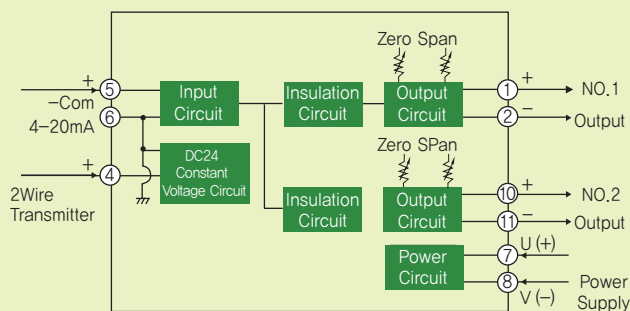 Zero Span
+
5
Input
Circuit
Insulation
Circuit
Output
Circuit
1
+
NO.1
−Com
6
4−20mA
2
−
Output
DC24
Constant
Voltage Circuit
+
4
2Wire
Transmitter
Zero SPan
Insulation
Circuit
Output
Circuit
10
+
NO.2
11
−
Output
Power
Circuit
7
U (+)
8
V (−)
Power
Supply